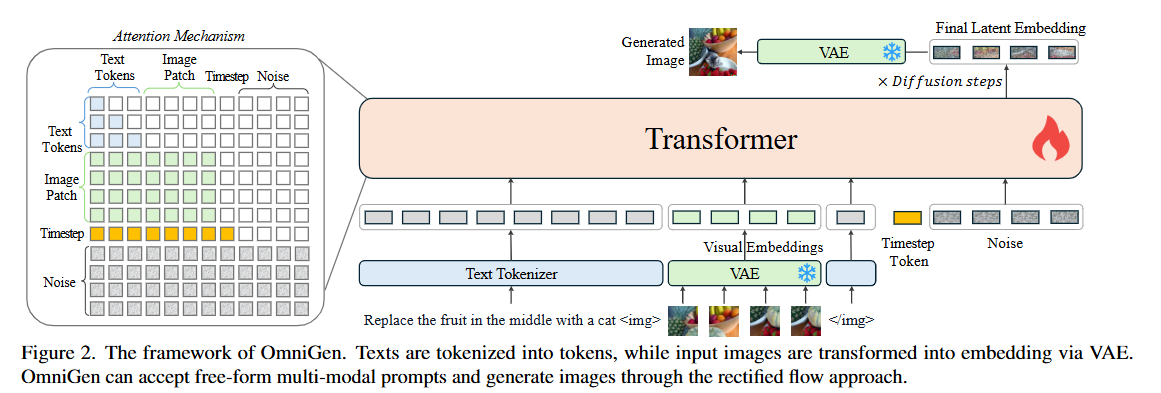 Attention Mechanism
Text
Tokens
Image
Patch
Timestep
Noise
Text
Tokens
Image
Patch
Timestep
Noise
Generated
Image
VAE
Final Latent Embedding
× Diffusion steps
Transformer
Visual Embeddings
Timestep
Token
Noise
Text Tokenizer
VAE
Replace the fruit in the middle with a cat <img>
</img>
Figure 2. The framework of OmniGen. Texts are tokenized into tokens, while input images are transformed into embedding via VAE.
OmniGen can accept free-form multi-modal prompts and generate images through the rectified flow approach.